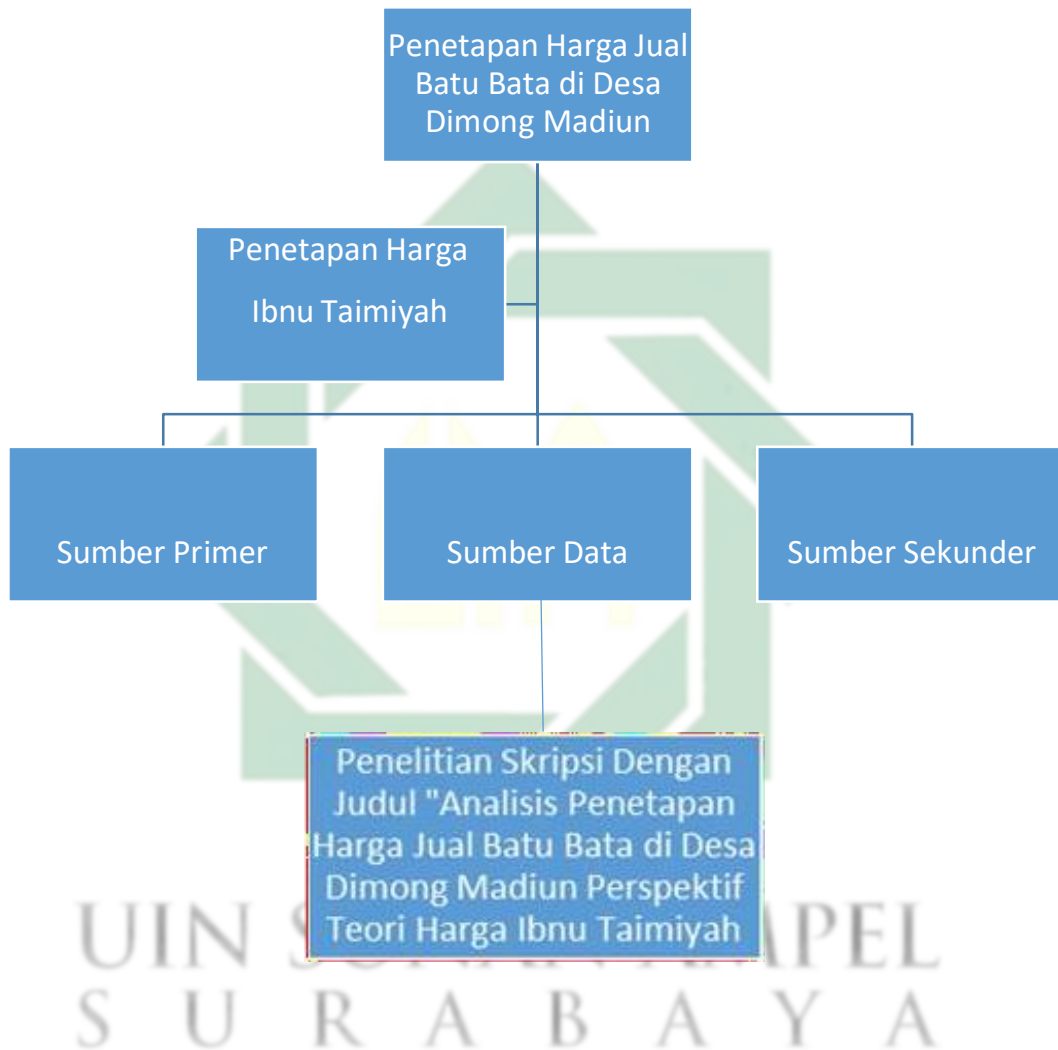 Penetapan Harga Jual
Batu Bata di Desa
Dimong Madiun
Penetapan Harga
Ibnu Taimiyah
Sumber Primer
Sumber Data
Sumber Sekunder
Penelitian Skripsi Dengan
Judul "Analisis Penetapan
Harga Jual Batu Bata di Desa
Dimong Madiun Perspektif
Teori Harga Ibnu Taimiyah
UIN SUNAN AMPEL
S U R A B A Y A